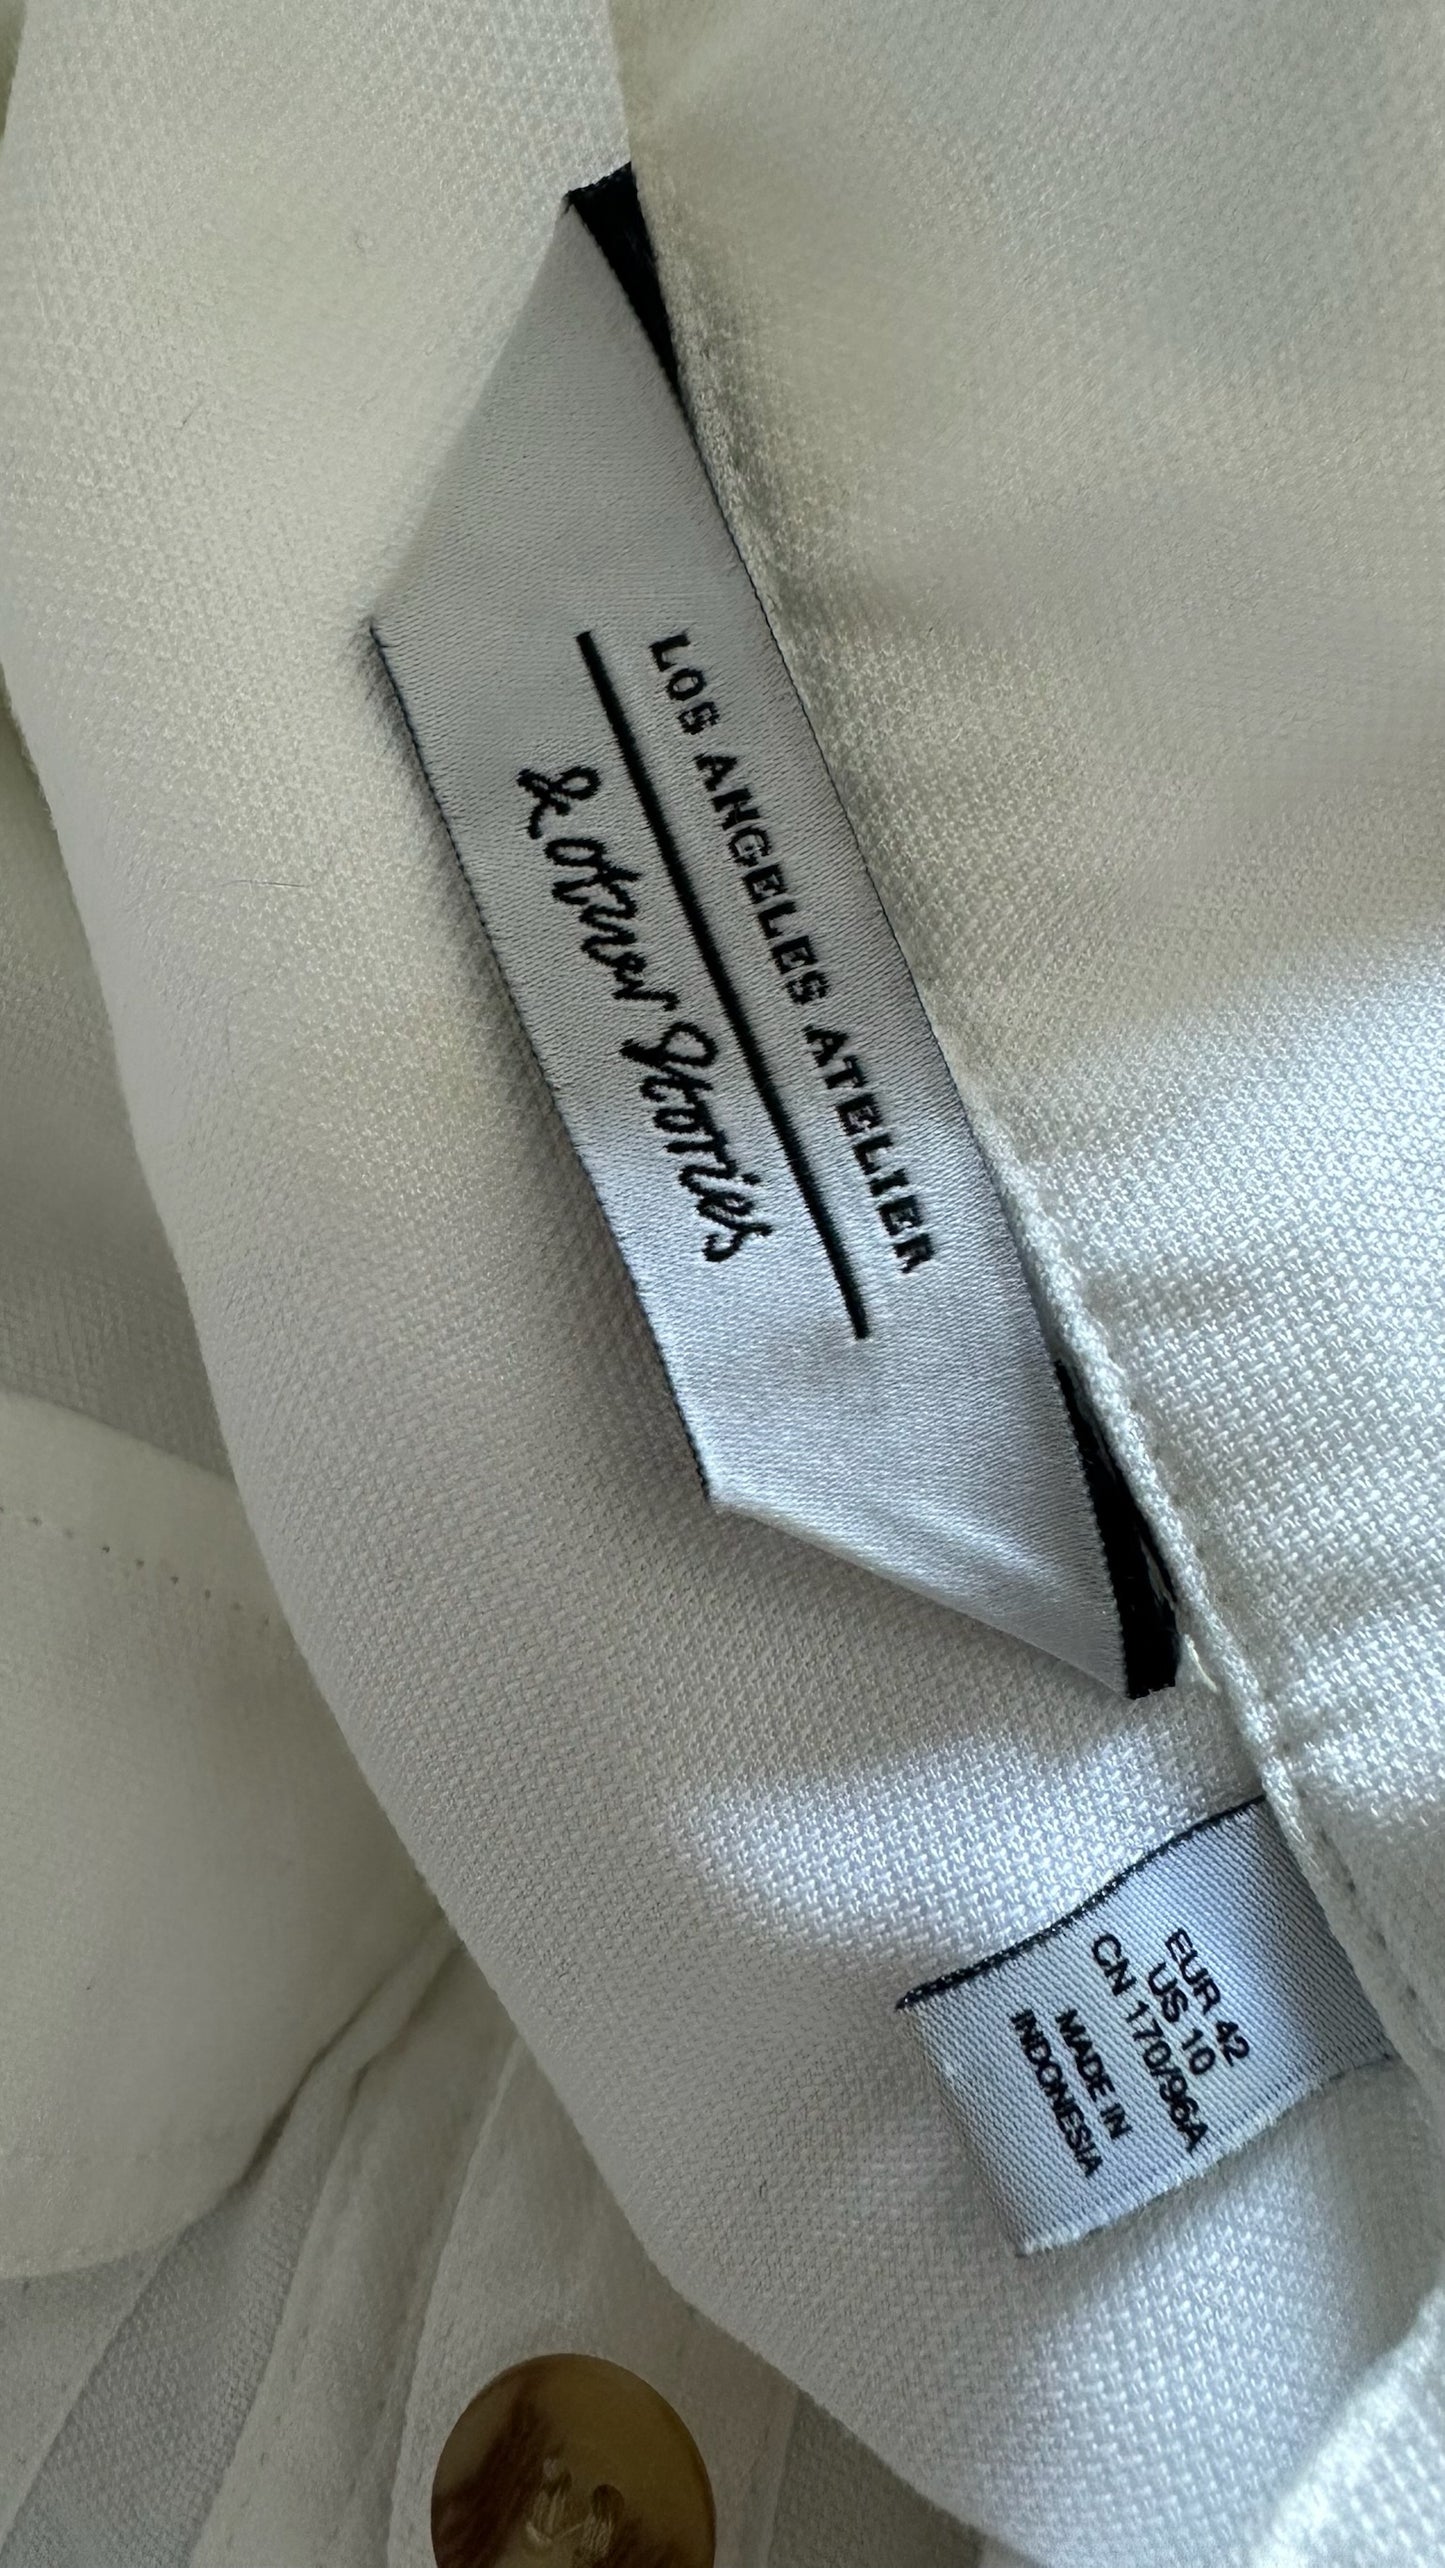 LOS ANGELES ATELIER
& other Stories
EUR 42
US 10
CN 170/96A
MADE IN
INDONESIA